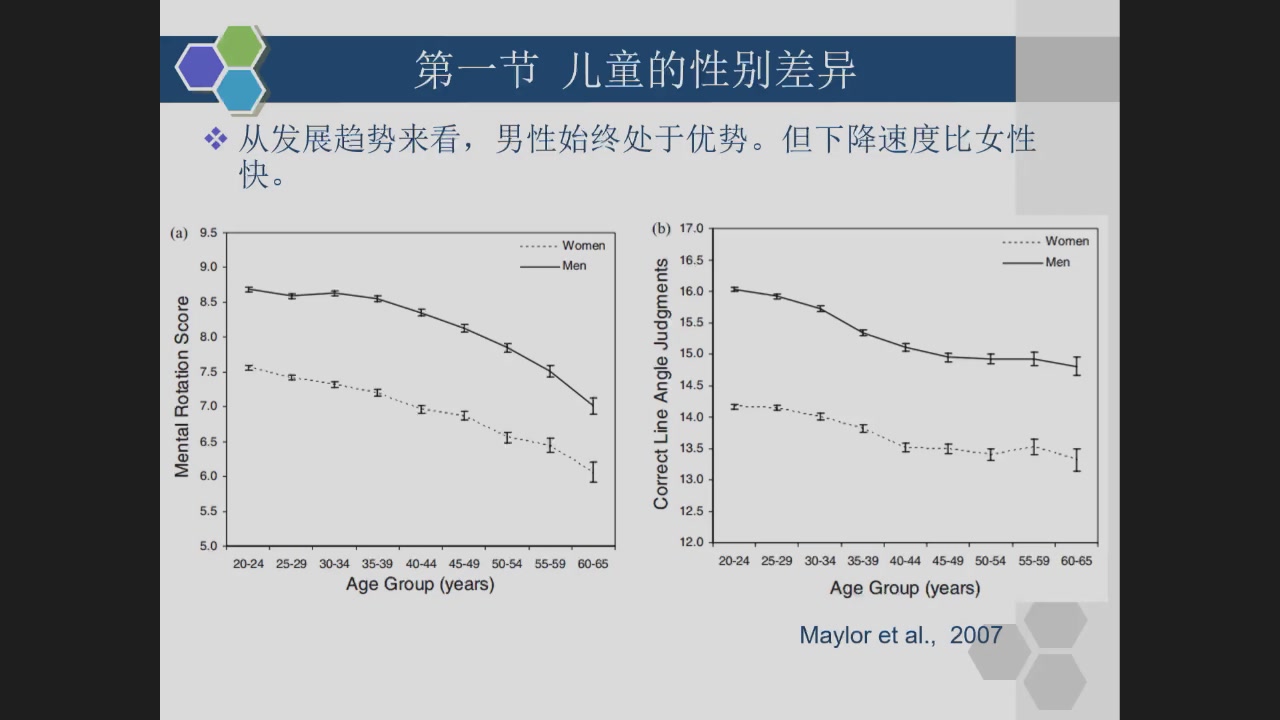 第一节 儿童的性别差异
从发展趋势来看，男性始终处于优势。但下降速度比女性
快。
(a)
9.5
9.0
8.5
8.0
7.5
7.0
6.5
6.0
5.5
5.0
Mental Rotation Score
Women
Men
20-24 25-29 30-34 35-39 40-44 45-49 50-54 55-59 60-65
Age Group (years)
(b)
17.0
16.5
16.0
15.5
15.0
14.5
14.0
13.5
13.0
12.5
12.0
Correct Line Angle Judgments
Women
Men
20-24 25-29 30-34 35-39 40-44 45-49 50-54 55-59 60-65
Age Group (years)
Maylor et al., 2007